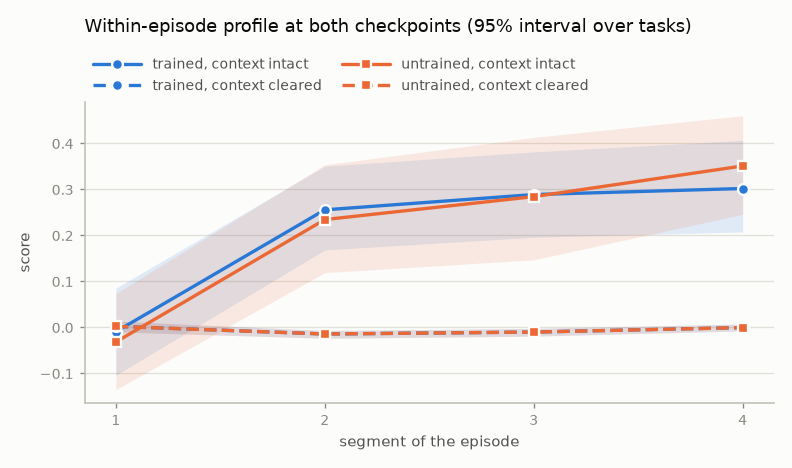 Within-episode profile at both checkpoints (95% interval over tasks)
trained, context intact
untrained, context intact
trained, context cleared
untrained, context cleared
0.4
0.3
0.2
0.1
0.0
−0.1
score
1 2 3 4
segment of the episode